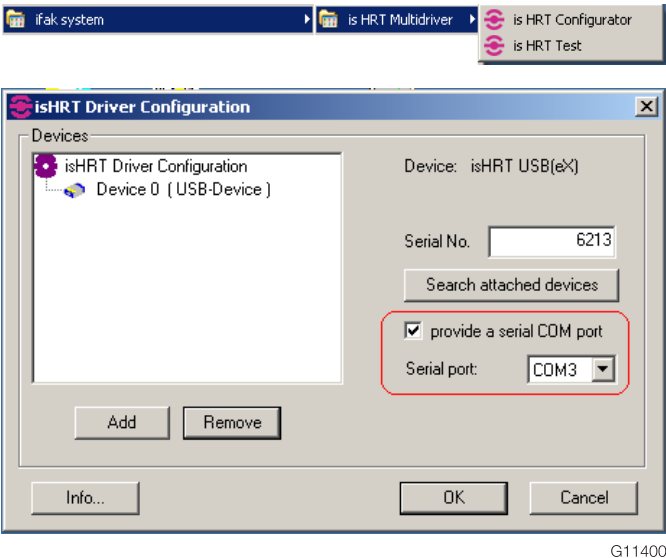 ifak system
is HRT Multidriver
is HRT Configurator
is HRT Test
isHRT Driver Configuration
Devices
isHRT Driver Configuration
Device 0 ( USB-Device )
Device: isHRT USB(eX)
Serial No. 6213
Search attached devices
provide a serial COM port
Serial port: COM3
Add
Remove
Info...
OK
Cancel
G11400